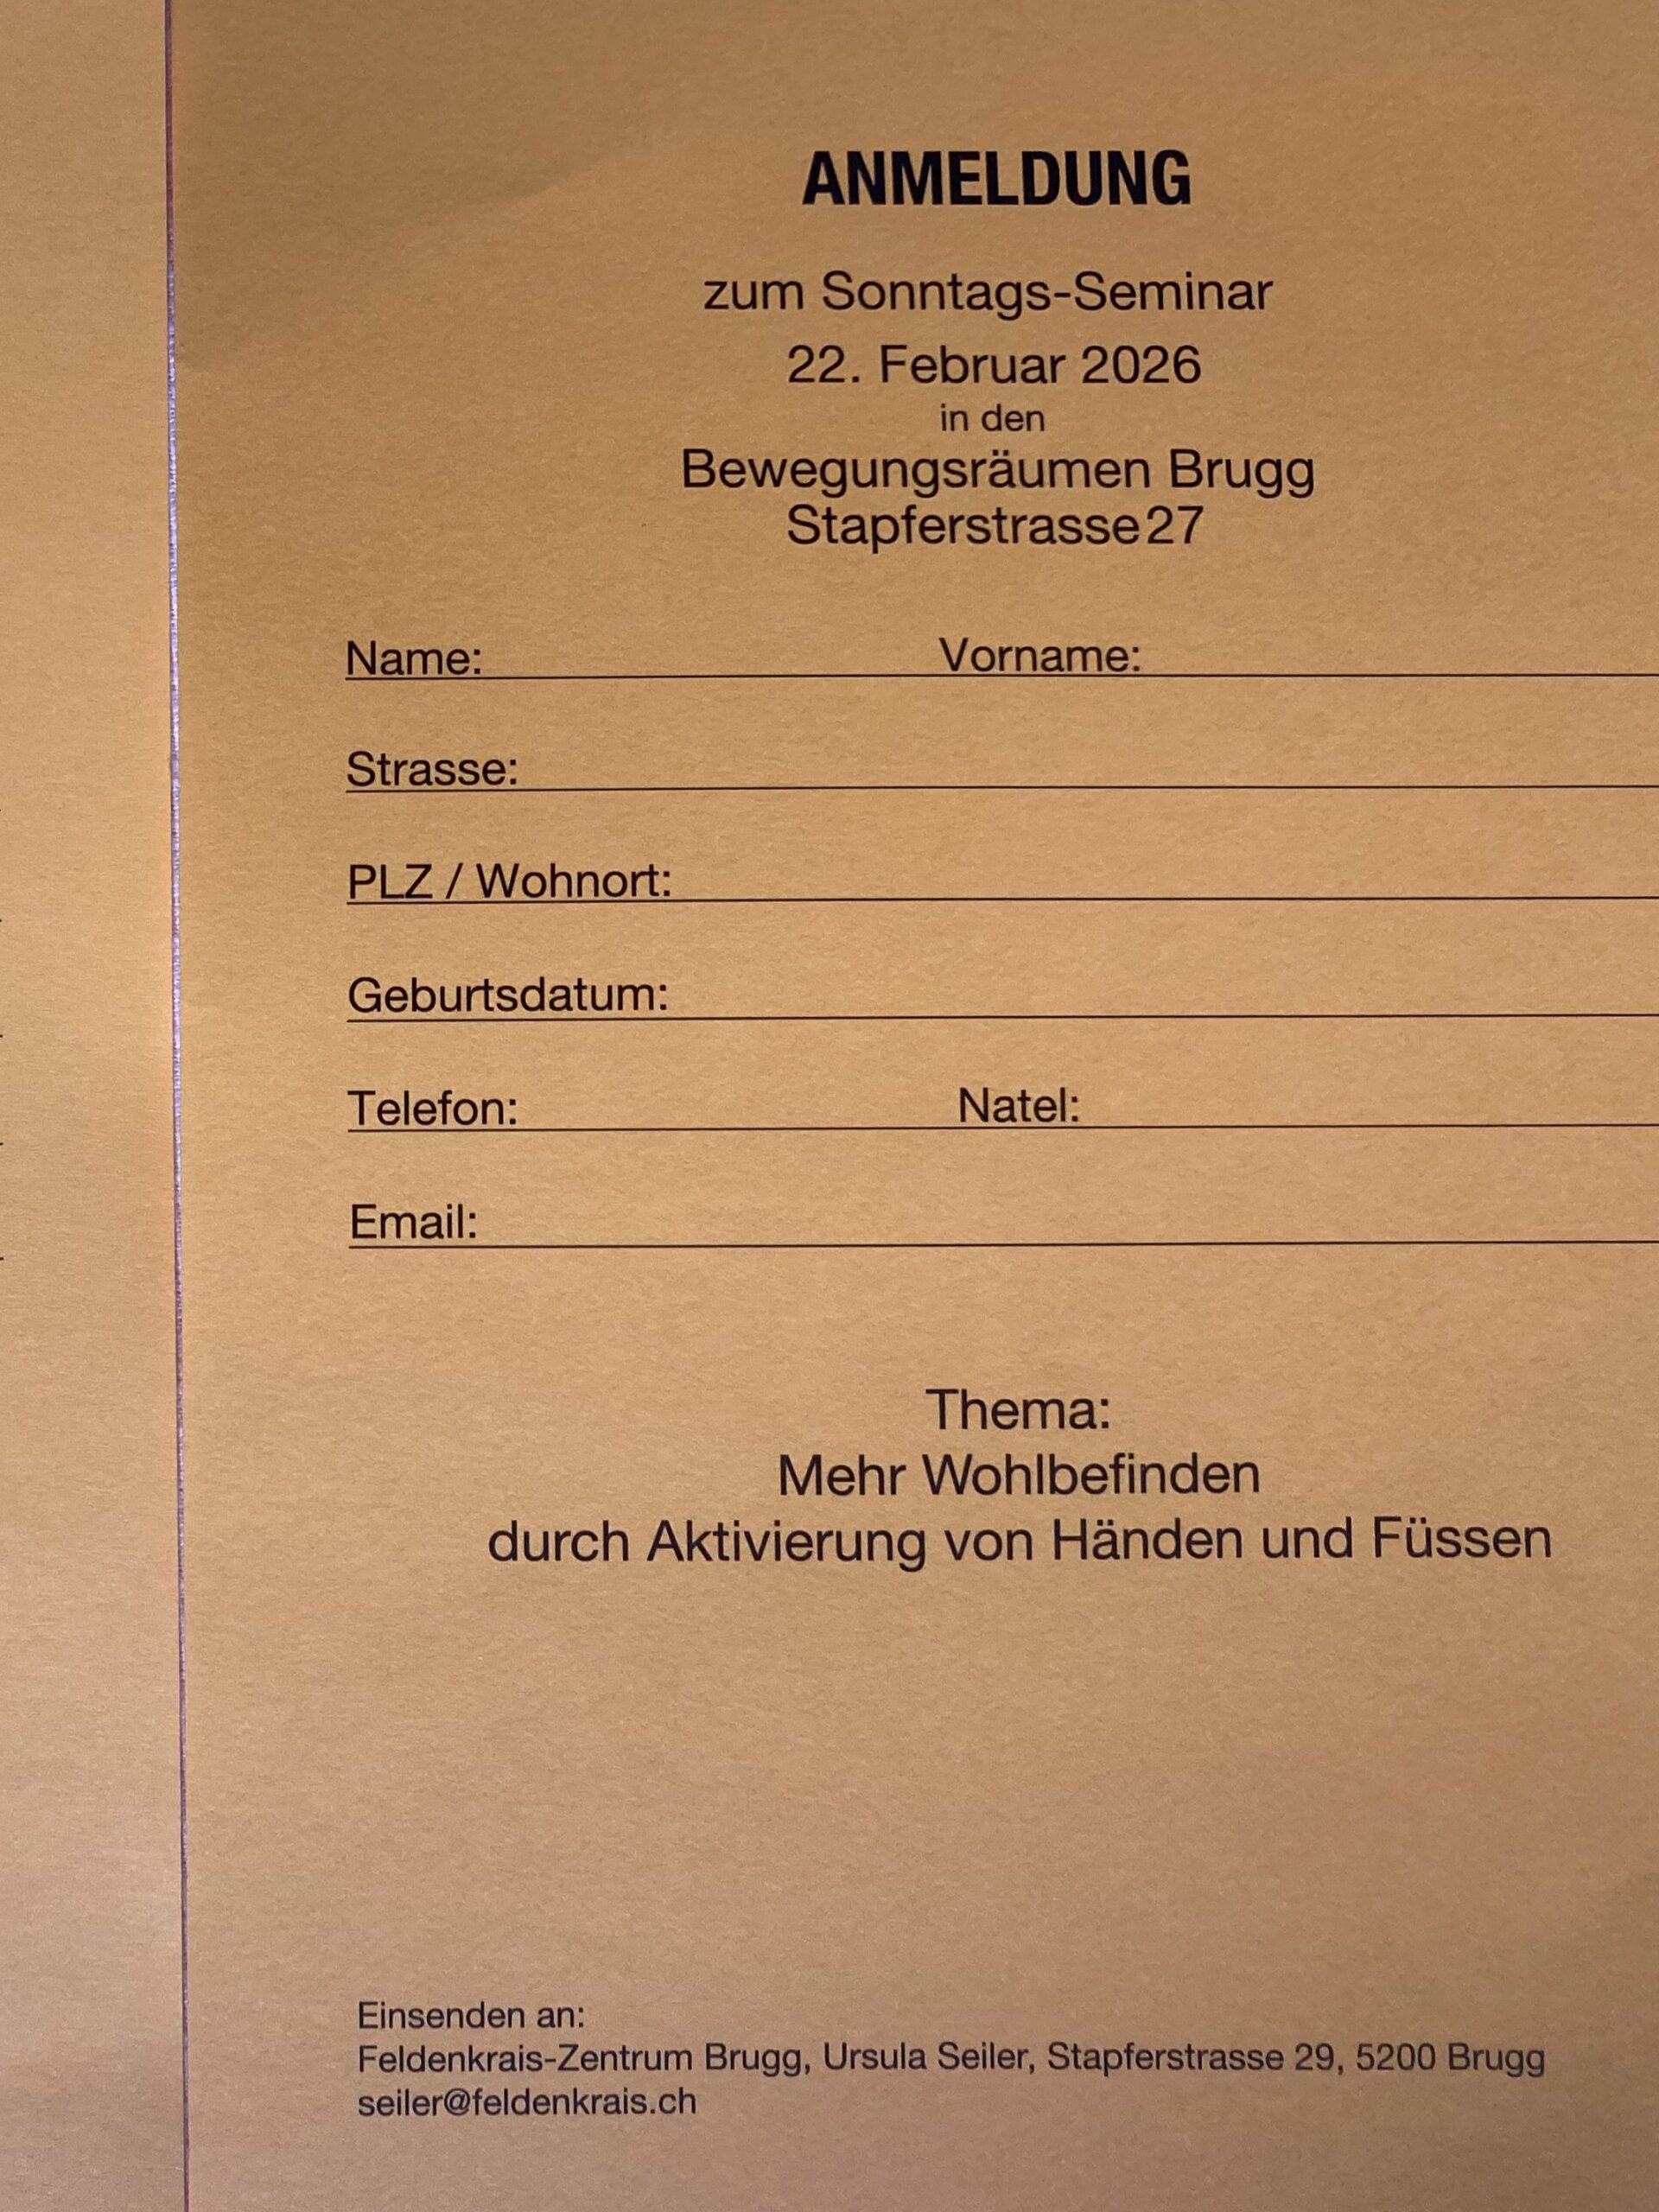 ANMELDUNG
zum Sonntags-Seminar
22. Februar 2026
in den
Bewegungsräumen Brugg
Stapferstrasse 27
Name: Vorname:
Strasse:
PLZ / Wohnort:
Geburtsdatum:
Telefon: Natel:
Email:
Thema:
Mehr Wohlbefinden
durch Aktivierung von Händen und Füssen
Einsenden an:
Feldenkrais-Zentrum Brugg, Ursula Seiler, Stapferstrasse 29, 5200 Brugg
seiler@feldenkrais.ch